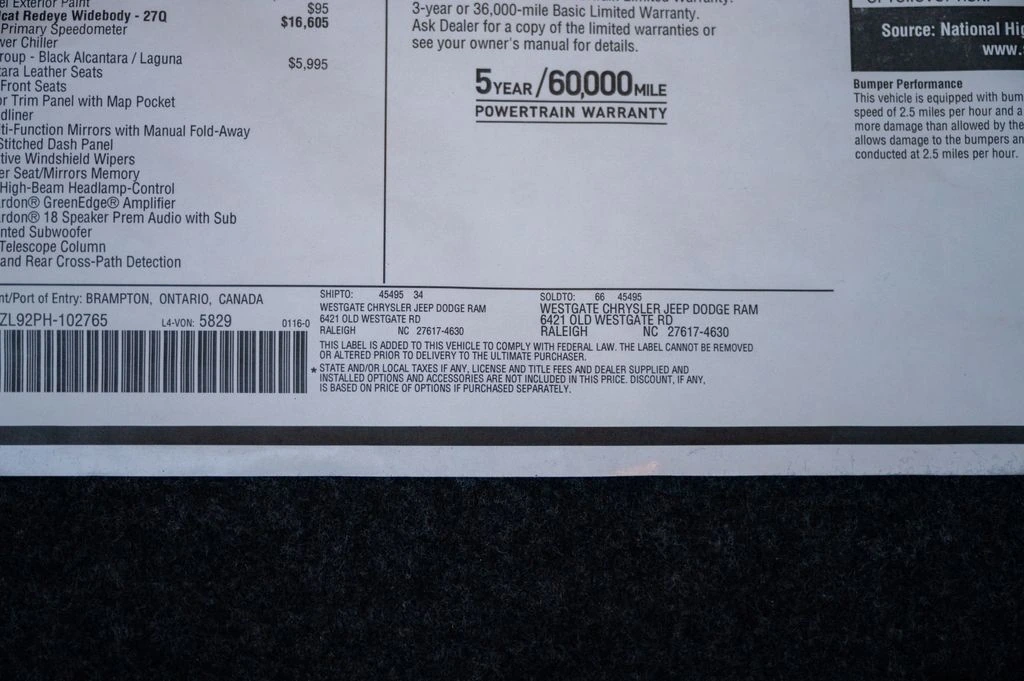 el Exterior Paint $95
lcat Redeye Widebody - 27Q $16,605
Primary Speedometer
wer Chiller
roup - Black Alcantara / Laguna $5,995
tara Leather Seats
Front Seats
or Trim Panel with Map Pocket
dliner
lti-Function Mirrors with Manual Fold-Away
Stitched Dash Panel
itive Windshield Wipers
er Seat/Mirrors Memory
High-Beam Headlamp-Control
ardon® GreenEdge® Amplifier
ardon® 18 Speaker Prem Audio with Sub
nted Subwoofer
Telescope Column
and Rear Cross-Path Detection
3-year or 36,000-mile Basic Limited Warranty.
Ask Dealer for a copy of the limited warranties or
see your owner's manual for details.
5 YEAR / 60,000 MILE
POWERTRAIN WARRANTY
Source: National Hig
www.
Bumper Performance
This vehicle is equipped with bum
speed of 2.5 miles per hour and a
more damage than allowed by the
allows damage to the bumpers an
conducted at 2.5 miles per hour.
nt/Port of Entry: BRAMPTON, ONTARIO, CANADA
ZL92PH-102765 L4-VON: 5829 0116-0
SHIPTO: 45495 34
WESTGATE CHRYSLER JEEP DODGE RAM
6421 OLD WESTGATE RD
RALEIGH NC 27617-4630
SOLDTO: 66 45495
WESTGATE CHRYSLER JEEP DODGE RAM
6421 OLD WESTGATE RD
RALEIGH NC 27617-4630
THIS LABEL IS ADDED TO THIS VEHICLE TO COMPLY WITH FEDERAL LAW. THE LABEL CANNOT BE REMOVED
OR ALTERED PRIOR TO DELIVERY TO THE ULTIMATE PURCHASER.
* STATE AND/OR LOCAL TAXES IF ANY, LICENSE AND TITLE FEES AND DEALER SUPPLIED AND
INSTALLED OPTIONS AND ACCESSORIES ARE NOT INCLUDED IN THIS PRICE. DISCOUNT, IF ANY,
IS BASED ON PRICE OF OPTIONS IF PURCHASED SEPARATELY.